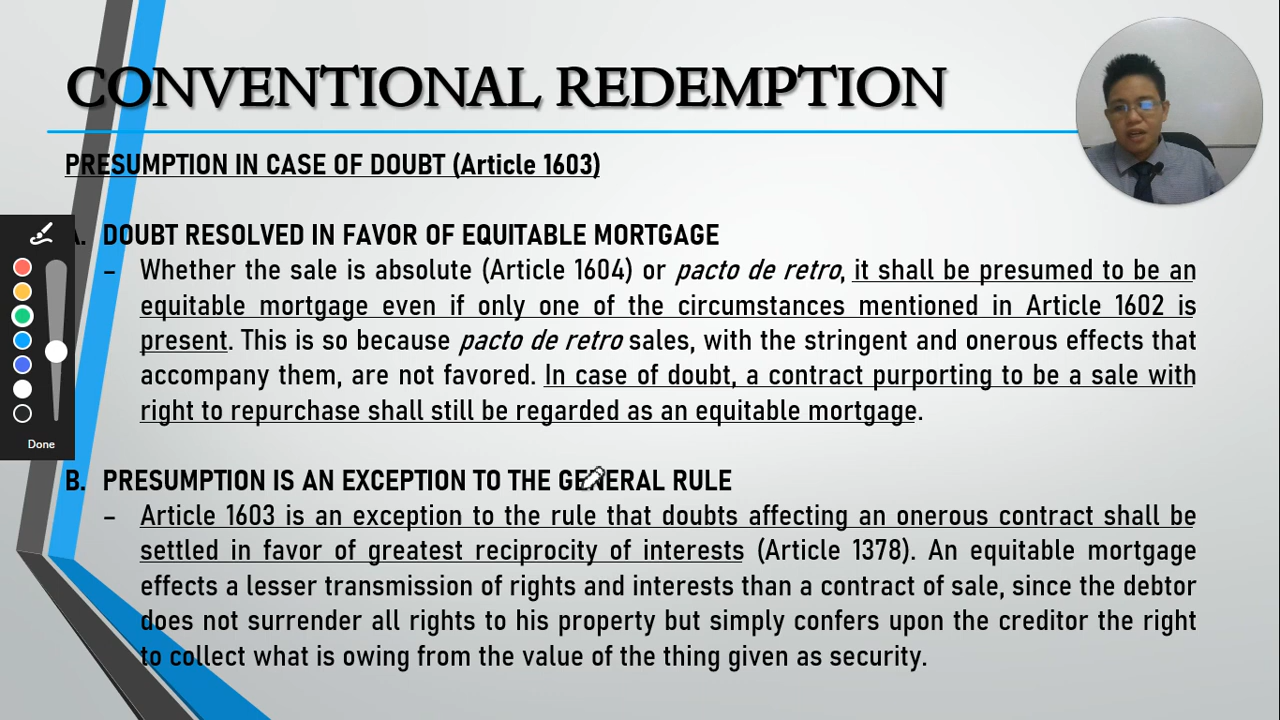 CONVENTIONAL REDEMPTION
PRESUMPTION IN CASE OF DOUBT (Article 1603)
A. DOUBT RESOLVED IN FAVOR OF EQUITABLE MORTGAGE
– Whether the sale is absolute (Article 1604) or pacto de retro, it shall be presumed to be an
equitable mortgage even if only one of the circumstances mentioned in Article 1602 is
present. This is so because pacto de retro sales, with the stringent and onerous effects that
accompany them, are not favored. In case of doubt, a contract purporting to be a sale with
right to repurchase shall still be regarded as an equitable mortgage.
Done
B. PRESUMPTION IS AN EXCEPTION TO THE GENERAL RULE
– Article 1603 is an exception to the rule that doubts affecting an onerous contract shall be
settled in favor of greatest reciprocity of interests (Article 1378). An equitable mortgage
effects a lesser transmission of rights and interests than a contract of sale, since the debtor
does not surrender all rights to his property but simply confers upon the creditor the right
to collect what is owing from the value of the thing given as security.